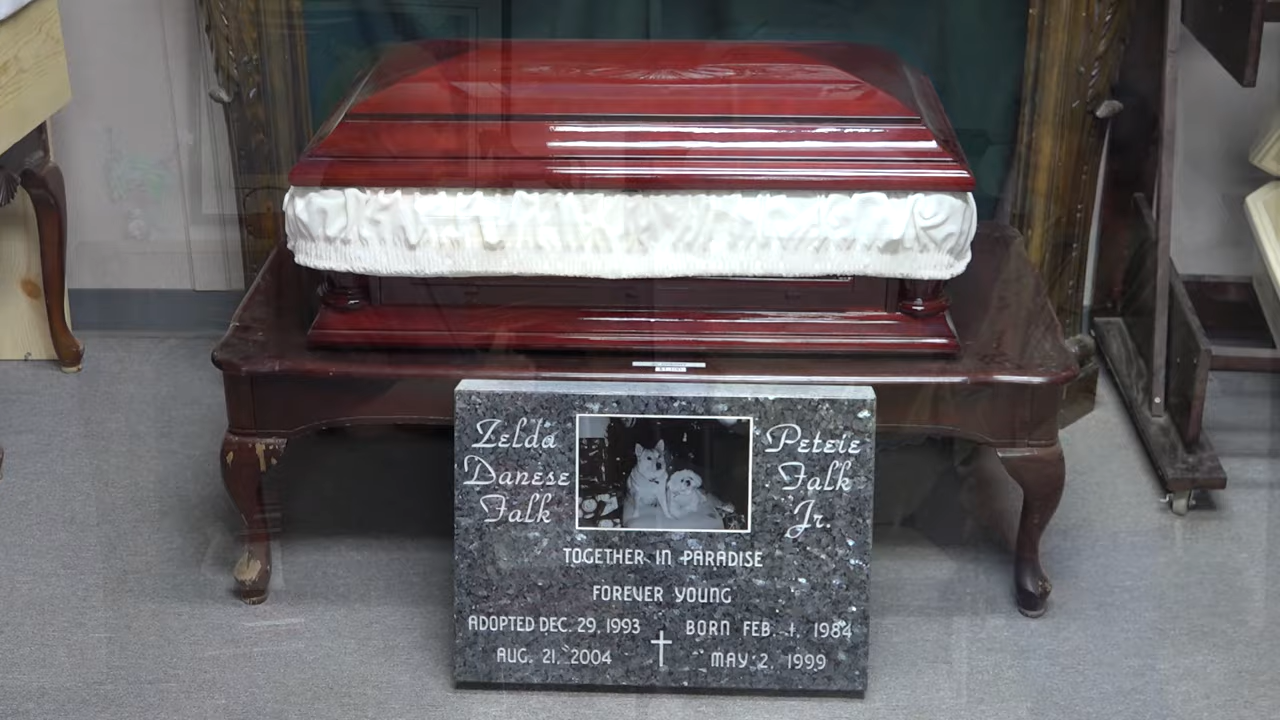 Zelda
Danese
Falk
Peteie
Falk
Jr.
TOGETHER IN PARADISE
FOREVER YOUNG
ADOPTED DEC. 29, 1993
AUG. 21, 2004
BORN FEB. 1, 1984
MAY 2, 1999